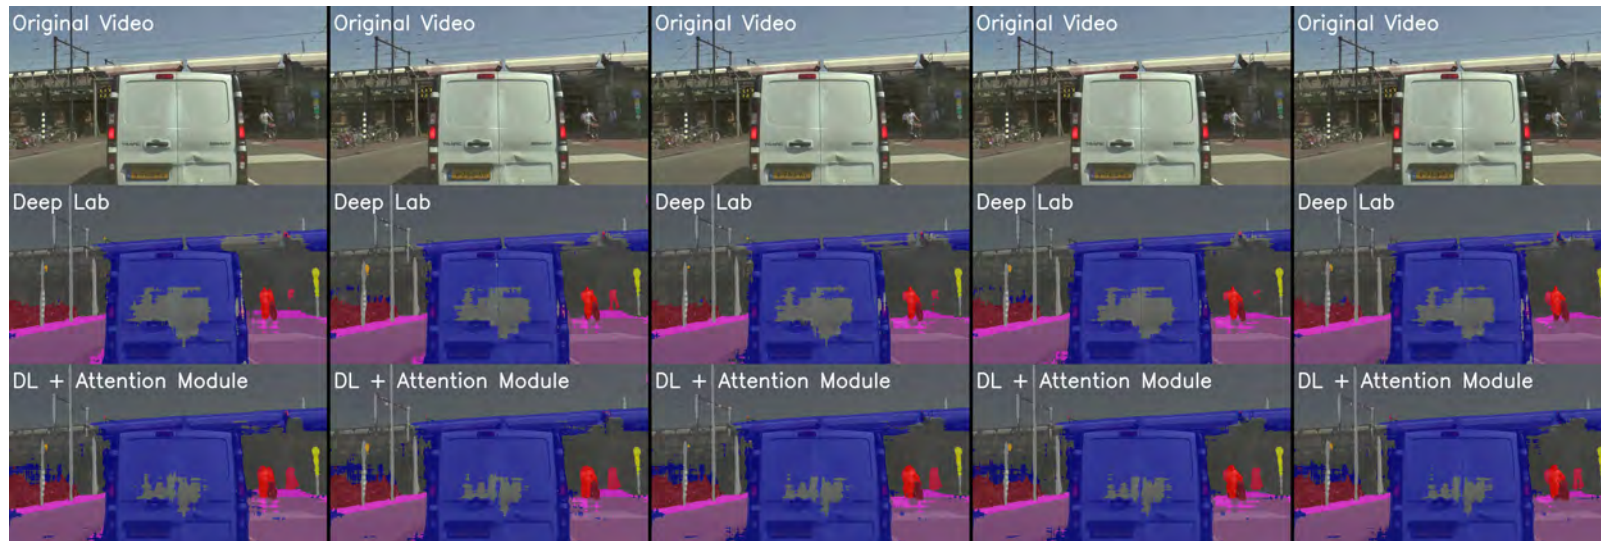 Original Video
Original Video
Original Video
Original Video
Original Video
Deep Lab
Deep Lab
Deep Lab
Deep Lab
Deep Lab
DL + Attention Module
DL + Attention Module
DL + Attention Module
DL + Attention Module
DL + Attention Module